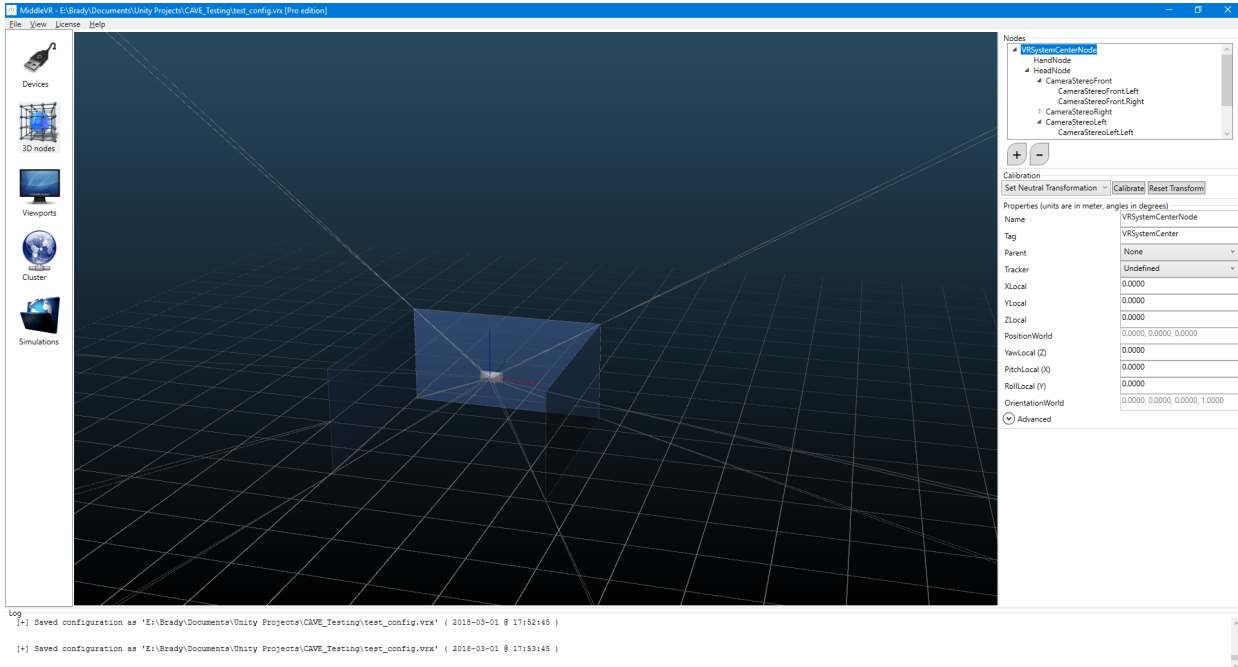 MiddleVR - E:\Brady\Documents\Unity Projects\CAVE_Testing\test_config.vrx [Pro edition]
File View License Help
Devices
3D nodes
Viewports
Cluster
Simulations
Nodes
VRSystemCenterNode
HandNode
HeadNode
CameraStereoFront
CameraStereoFront.Left
CameraStereoFront.Right
CameraStereoRight
CameraStereoLeft
CameraStereoLeft.Left
+ -
Calibration
Set Neutral Transformation Calibrate Reset Transform
Properties (units are in meter, angles in degrees)
Name VRSystemCenterNode
Tag VRSystemCenter
Parent None
Tracker Undefined
XLocal 0.0000
YLocal 0.0000
ZLocal 0.0000
PositionWorld 0.0000, 0.0000, 0.0000
YawLocal (Z) 0.0000
PitchLocal (X) 0.0000
RollLocal (Y) 0.0000
OrientationWorld 0.0000, 0.0000, 0.0000, 1.0000
Advanced
Log
[+] Saved configuration as 'E:\Brady\Documents\Unity Projects\CAVE_Testing\test_config.vrx' ( 2018-03-01 @ 17:52:45 )
[+] Saved configuration as 'E:\Brady\Documents\Unity Projects\CAVE_Testing\test_config.vrx' ( 2018-03-01 @ 17:53:45 )